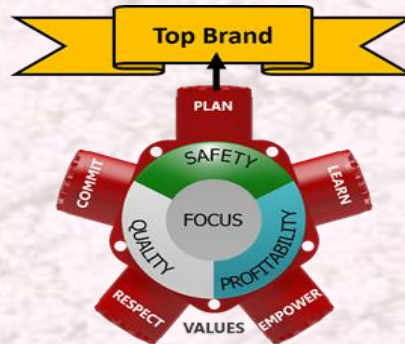 Top Brand
PLAN
COMMIT
LEARN
SAFETY
FOCUS
QUALITY
PROFITABILITY
RESPECT
EMPOWER
VALUES